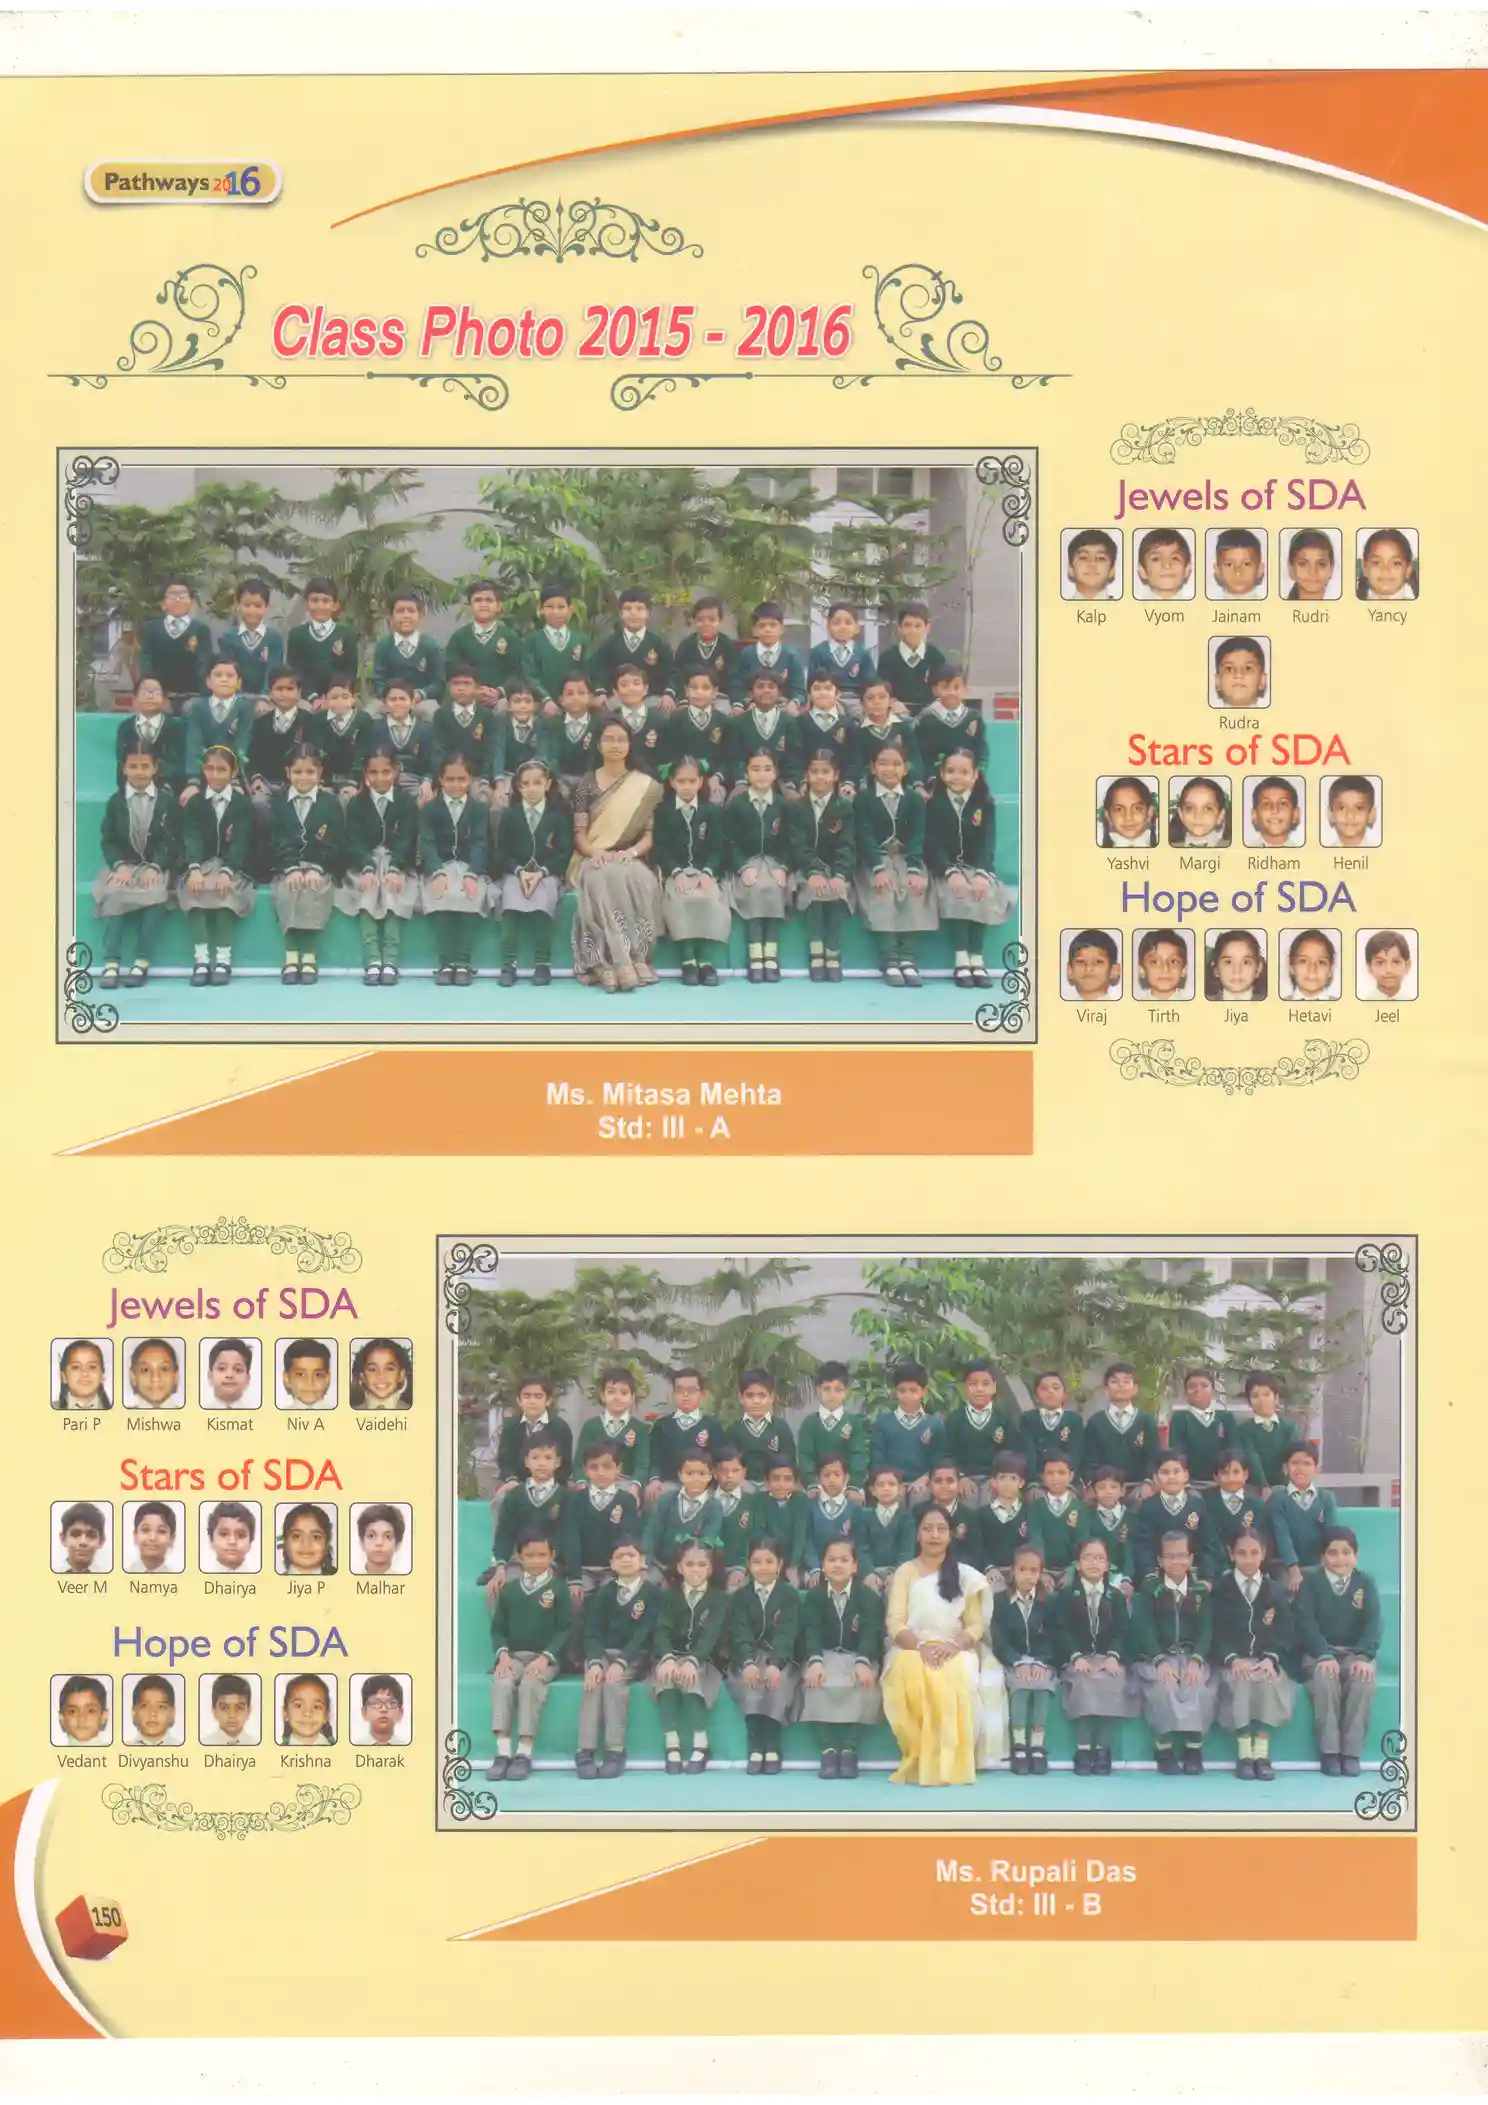 Pathways 2016
Class Photo 2015 - 2016
Jewels of SDA
Kalp Vyom Jainam Rudri Yancy
Rudra
Stars of SDA
Yashvi Margi Ridham Henil
Hope of SDA
Viraj Tirth Jiya Hetavi Jeel
Ms. Mitasa Mehta
Std: III - A
Jewels of SDA
Pari P Mishwa Kismat Niv A Vaidehi
Stars of SDA
Veer M Namya Dhairya Jiya P Malhar
Hope of SDA
Vedant Divyanshu Dhairya Krishna Dharak
Ms. Rupali Das
Std: III - B
150